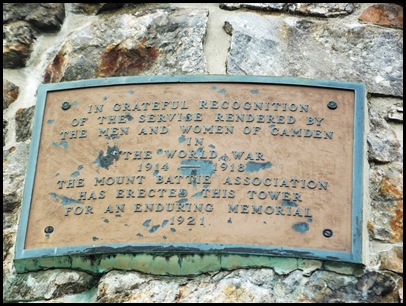 IN GRATEFUL RECOGNITION
OF THE SERVICE RENDERED BY
THE MEN AND WOMEN OF CAMDEN
IN
THE WORLD WAR
1914 — 1918
THE MOUNT BATTIE ASSOCIATION
HAS ERECTED THIS TOWER
FOR AN ENDURING MEMORIAL
1921